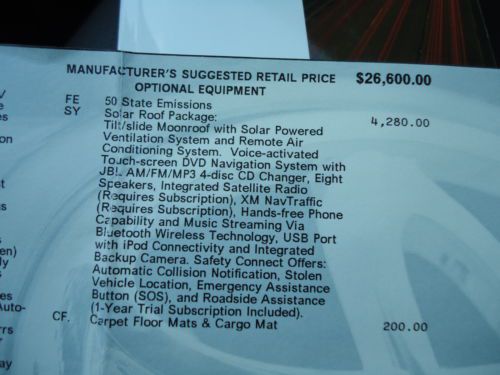 MANUFACTURER'S SUGGESTED RETAIL PRICE $26,600.00
OPTIONAL EQUIPMENT
FE 50 State Emissions
SY Solar Roof Package: 4,280.00
Tilt/slide Moonroof with Solar Powered
Ventilation System and Remote Air
Conditioning System. Voice-activated
Touch-screen DVD Navigation System with
JBL AM/FM/MP3 4-disc CD Changer, Eight
Speakers, Integrated Satellite Radio
(Requires Subscription), XM NavTraffic
(Requires Subscription), Hands-free Phone
Capability and Music Streaming Via
Bluetooth Wireless Technology, USB Port
with iPod Connectivity and Integrated
Backup Camera. Safety Connect Offers:
Automatic Collision Notification, Stolen
Vehicle Location, Emergency Assistance
Button (SOS), and Roadside Assistance
(1-Year Trial Subscription Included).
CF. Carpet Floor Mats & Cargo Mat 200.00